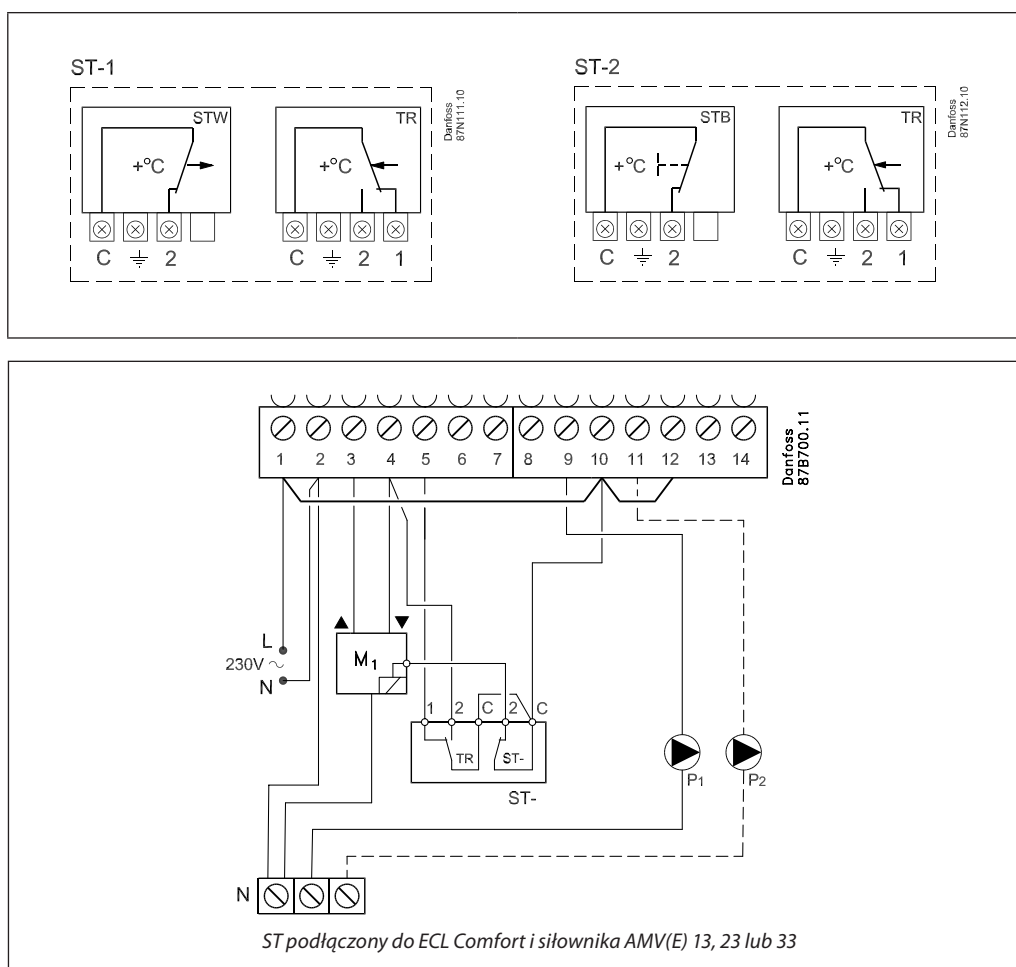 ST-1
STW
+°C
C 2
TR
+°C
C 2 1
Danfoss
87N111.10
ST-2
STB
+°C
C 2
TR
+°C
C 2 1
Danfoss
87N112.10
1 2 3 4 5 6 7 8 9 10 11 12 13 14
Danfoss
87B700.11
L
230V ~
N
M1
1 2 C 2 C
TR ST-
ST-
P1
P2
N
ST podłączony do ECL Comfort i siłownika AMV(E) 13, 23 lub 33